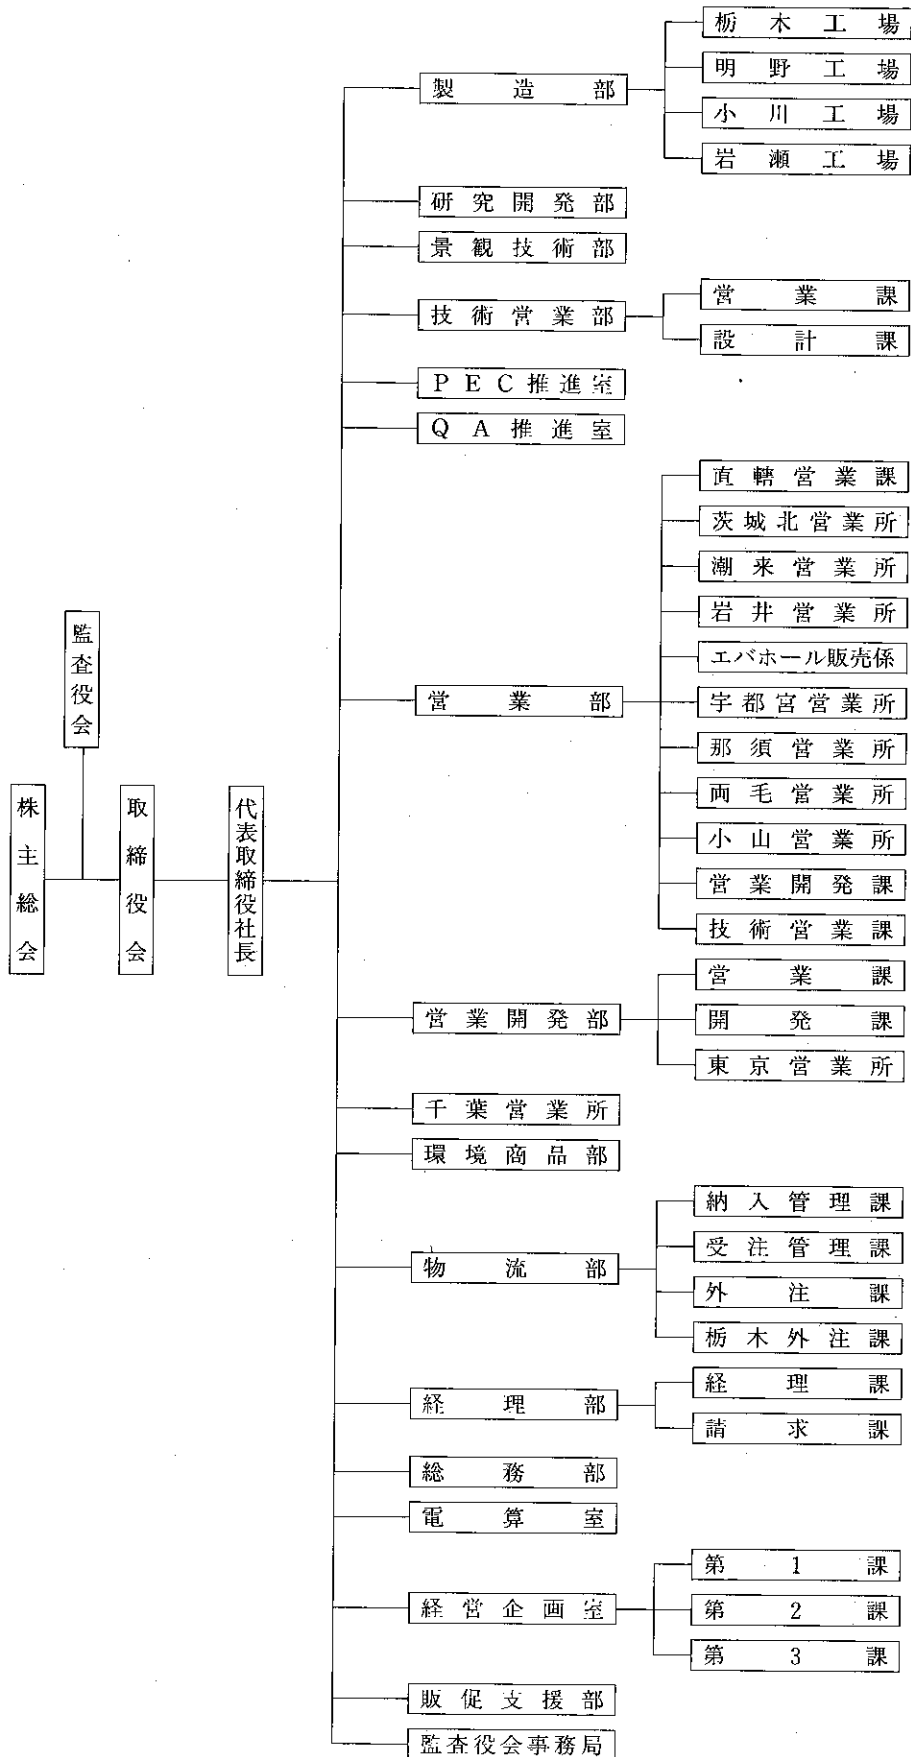 株主総会
監査役会
取締役会
代表取締役社長
製造部
栃木工場
明野工場
小川工場
岩瀬工場
研究開発部
景観技術部
技術営業部
営業課
設計課
PEC推進室
QA推進室
営業部
直轄営業課
茨城北営業所
潮来営業所
岩井営業所
エバホール販売係
宇都宮営業所
那須営業所
両毛営業所
小山営業所
営業開発課
技術営業課
営業開発部
営業課
開発課
東京営業所
千葉営業所
環境商品部
物流部
納入管理課
受注管理課
外注課
栃木外注課
経理部
経理課
請求課
総務部
電算室
経営企画室
第1課
第2課
第3課
販促支援部
監査役会事務局